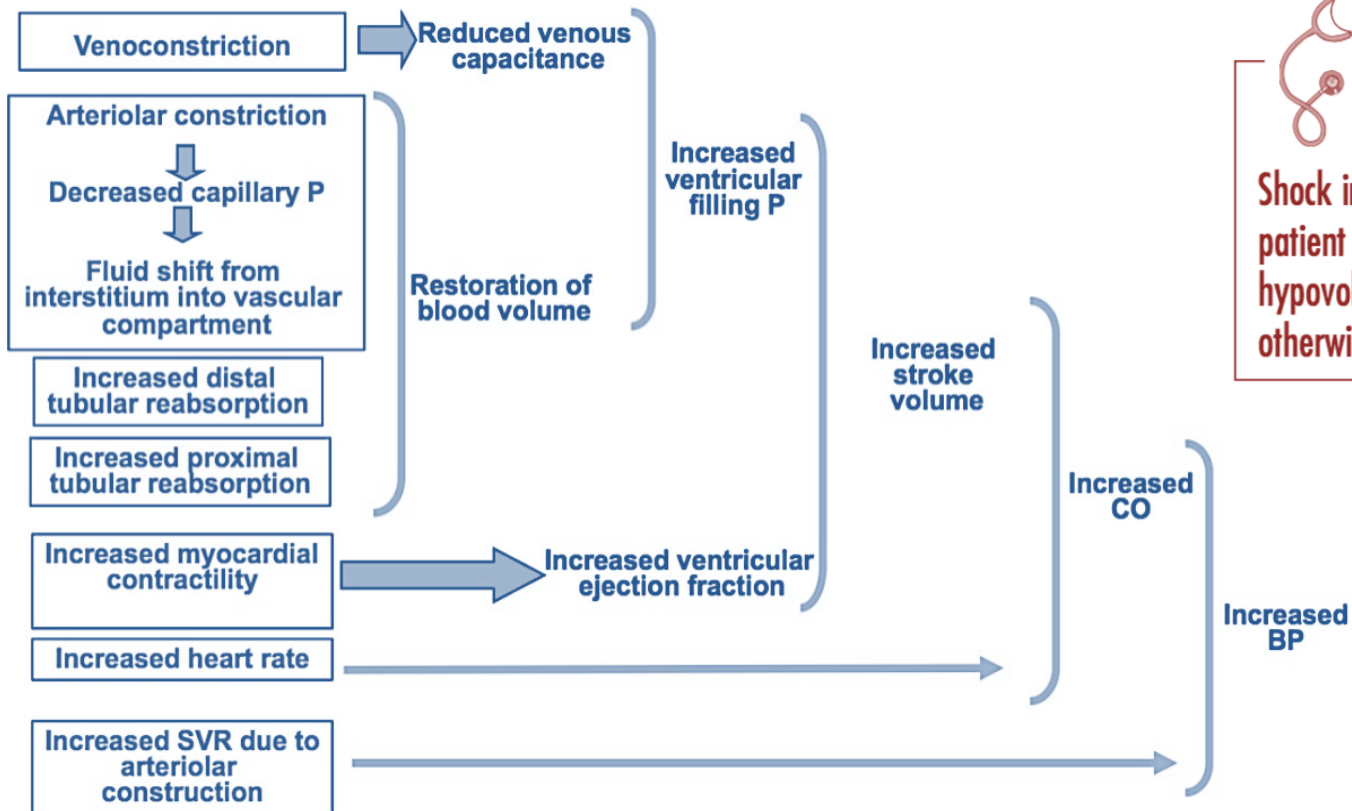 Venoconstriction
Reduced venous
capacitance
Arteriolar constriction
Decreased capillary P
Fluid shift from
interstitium into vascular
compartment
Increased distal
tubular reabsorption
Increased proximal
tubular reabsorption
Restoration of
blood volume
Increased
ventricular
filling P
Increased myocardial
contractility
Increased ventricular
ejection fraction
Increased
stroke
volume
Increased heart rate
Increased
CO
Increased SVR due to
arteriolar
construction
Increased
BP
Shock
patient